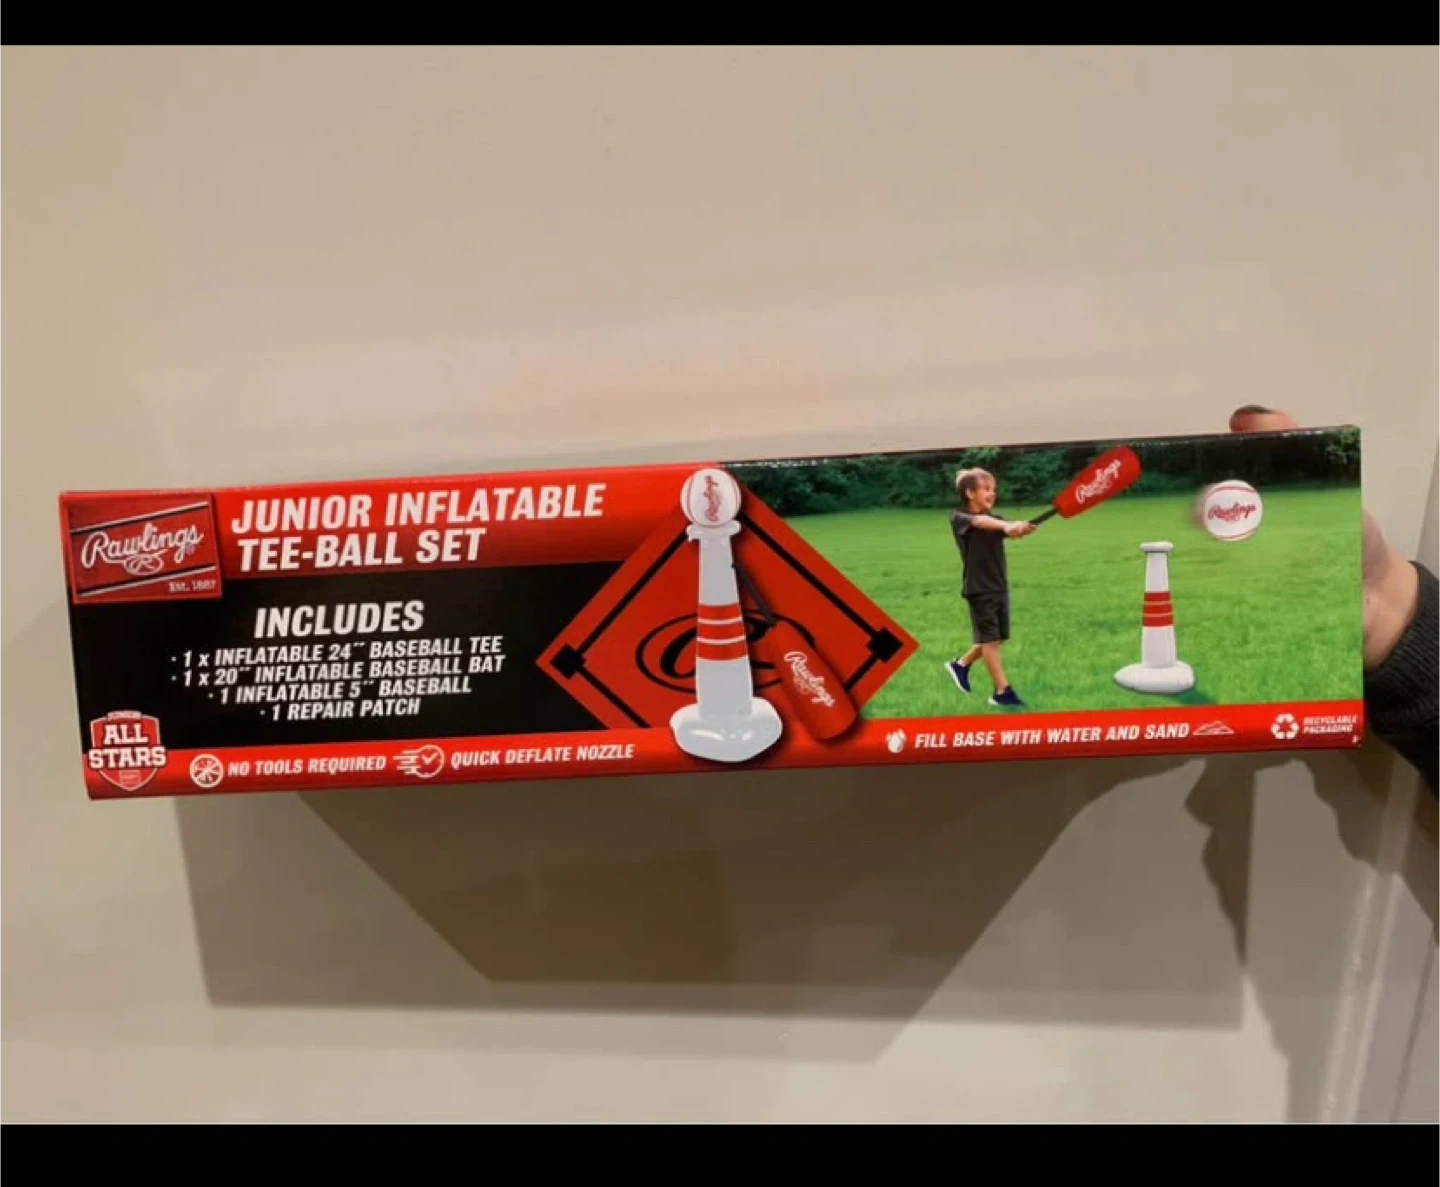 Rawlings
Est. 1887
JUNIOR INFLATABLE
TEE-BALL SET
INCLUDES
· 1 x INFLATABLE 24″ BASEBALL TEE
· 1 x 20″ INFLATABLE BASEBALL BAT
· 1 INFLATABLE 5″ BASEBALL
· 1 REPAIR PATCH
JUNIOR
ALL
STARS
NO TOOLS REQUIRED
QUICK DEFLATE NOZZLE
Rawlings
Rawlings
Rawlings
Rawlings
FILL BASE WITH WATER AND SAND
RECYCLABLE
PACKAGING